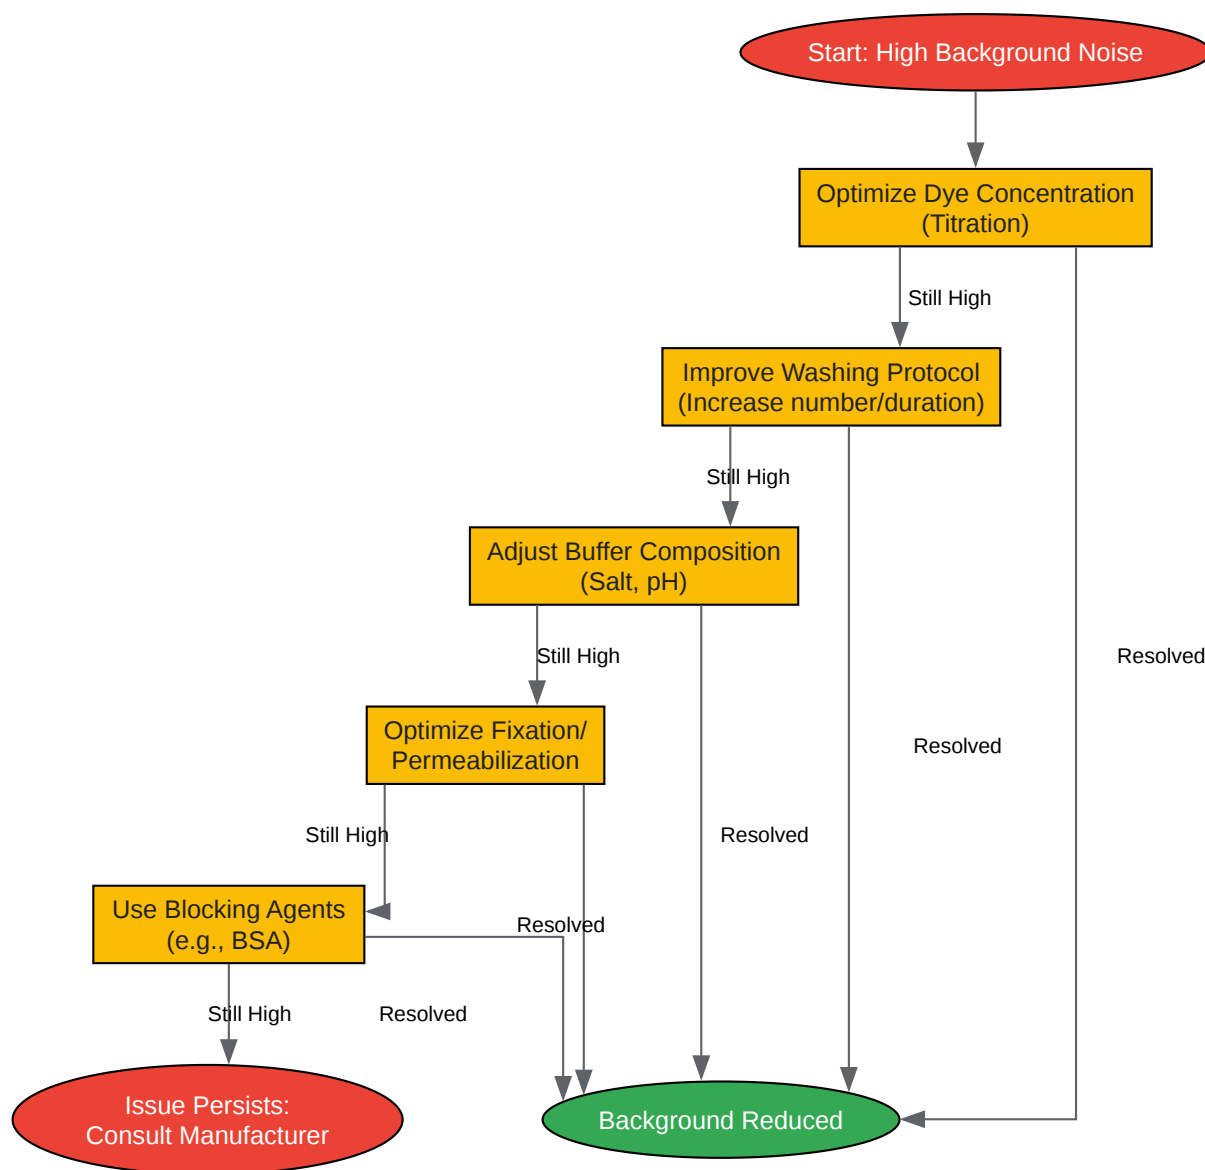 Start: High Background Noise
Optimize Dye Concentration
(Titration)
Still High
Improve Washing Protocol
(Increase number/duration)
Still High
Adjust Buffer Composition
(Salt, pH)
Still High
Resolved
Optimize Fixation/
Permeabilization
Resolved
Still High
Resolved
Use Blocking Agents
(e.g., BSA)
Resolved
Still High
Resolved
Issue Persists:
Consult Manufacturer
Background Reduced